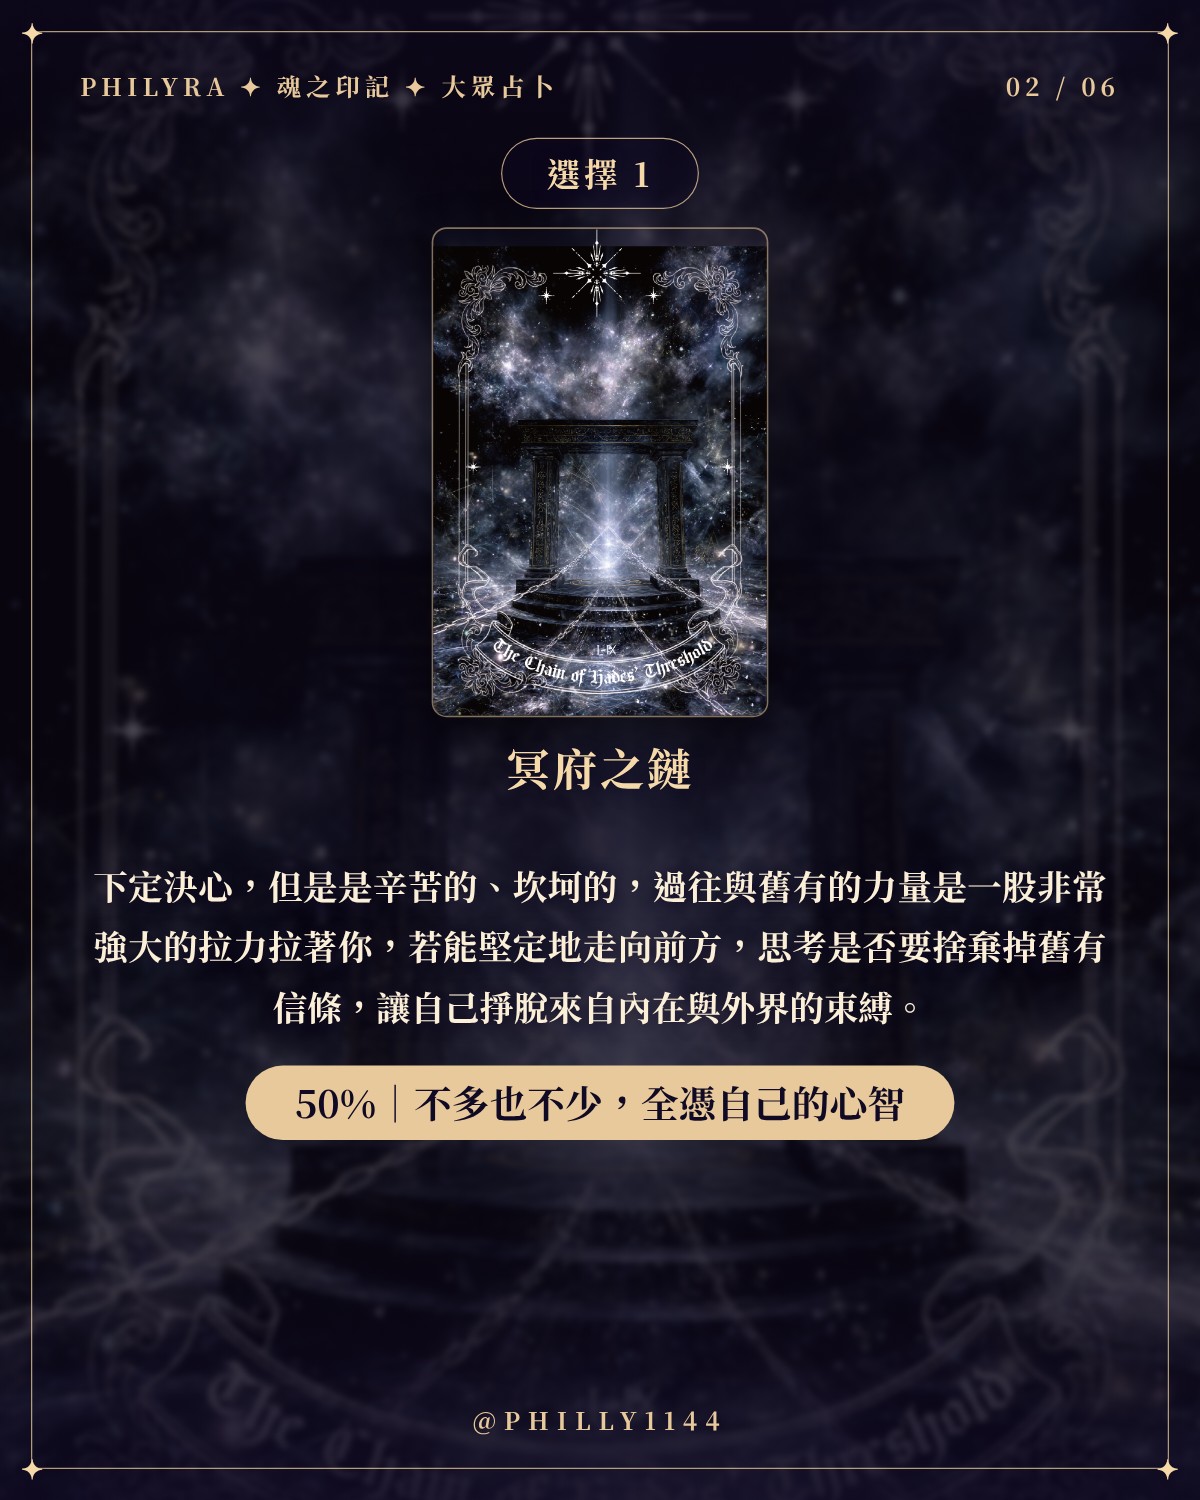 PHILYRA ✦ 魂之印記 ✦ 大眾占卜
02 / 06
選擇 1
The Chain of Hades' Threshold
冥府之鏈
下定決心，但是是辛苦的、坎坷的，過往與舊有的力量是一股非常
強大的拉力拉著你，若能堅定地走向前方，思考是否要捨棄掉舊有
信條，讓自己掙脫來自內在與外界的束縛。
50%｜不多也不少，全憑自己的心智
@PHILLY1144